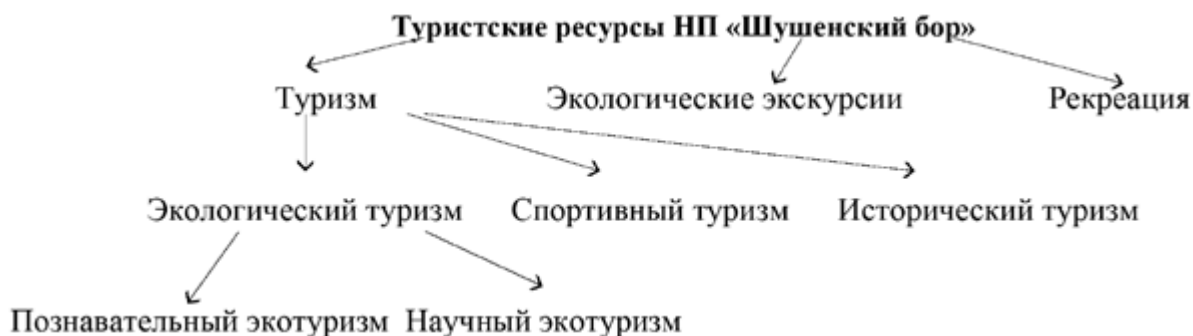 Туристские ресурсы НП «Шушенский бор»
Туризм Экологические экскурсии Рекреация
Экологический туризм Спортивный туризм Исторический туризм
Познавательный экотуризм Научный экотуризм